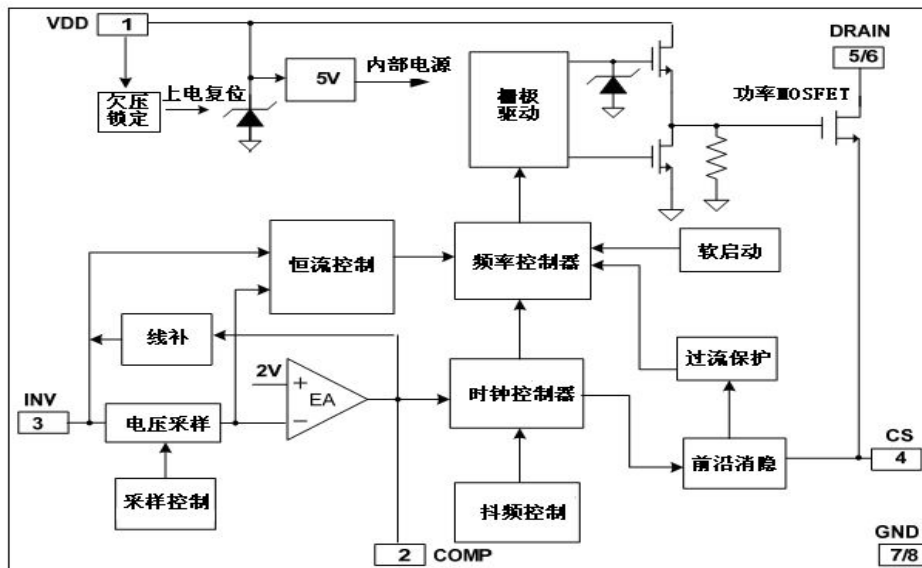 VDD
1
DRAIN
5/6
5V
内部电源
栅极
驱动
功率MOSFET
欠压
锁定
上电复位
恒流控制
频率控制器
软启动
线补
过流保护
2V
+
EA
−
时钟控制器
INV
3
电压采样
CS
4
前沿消隐
采样控制
抖频控制
2
COMP
GND
7/8